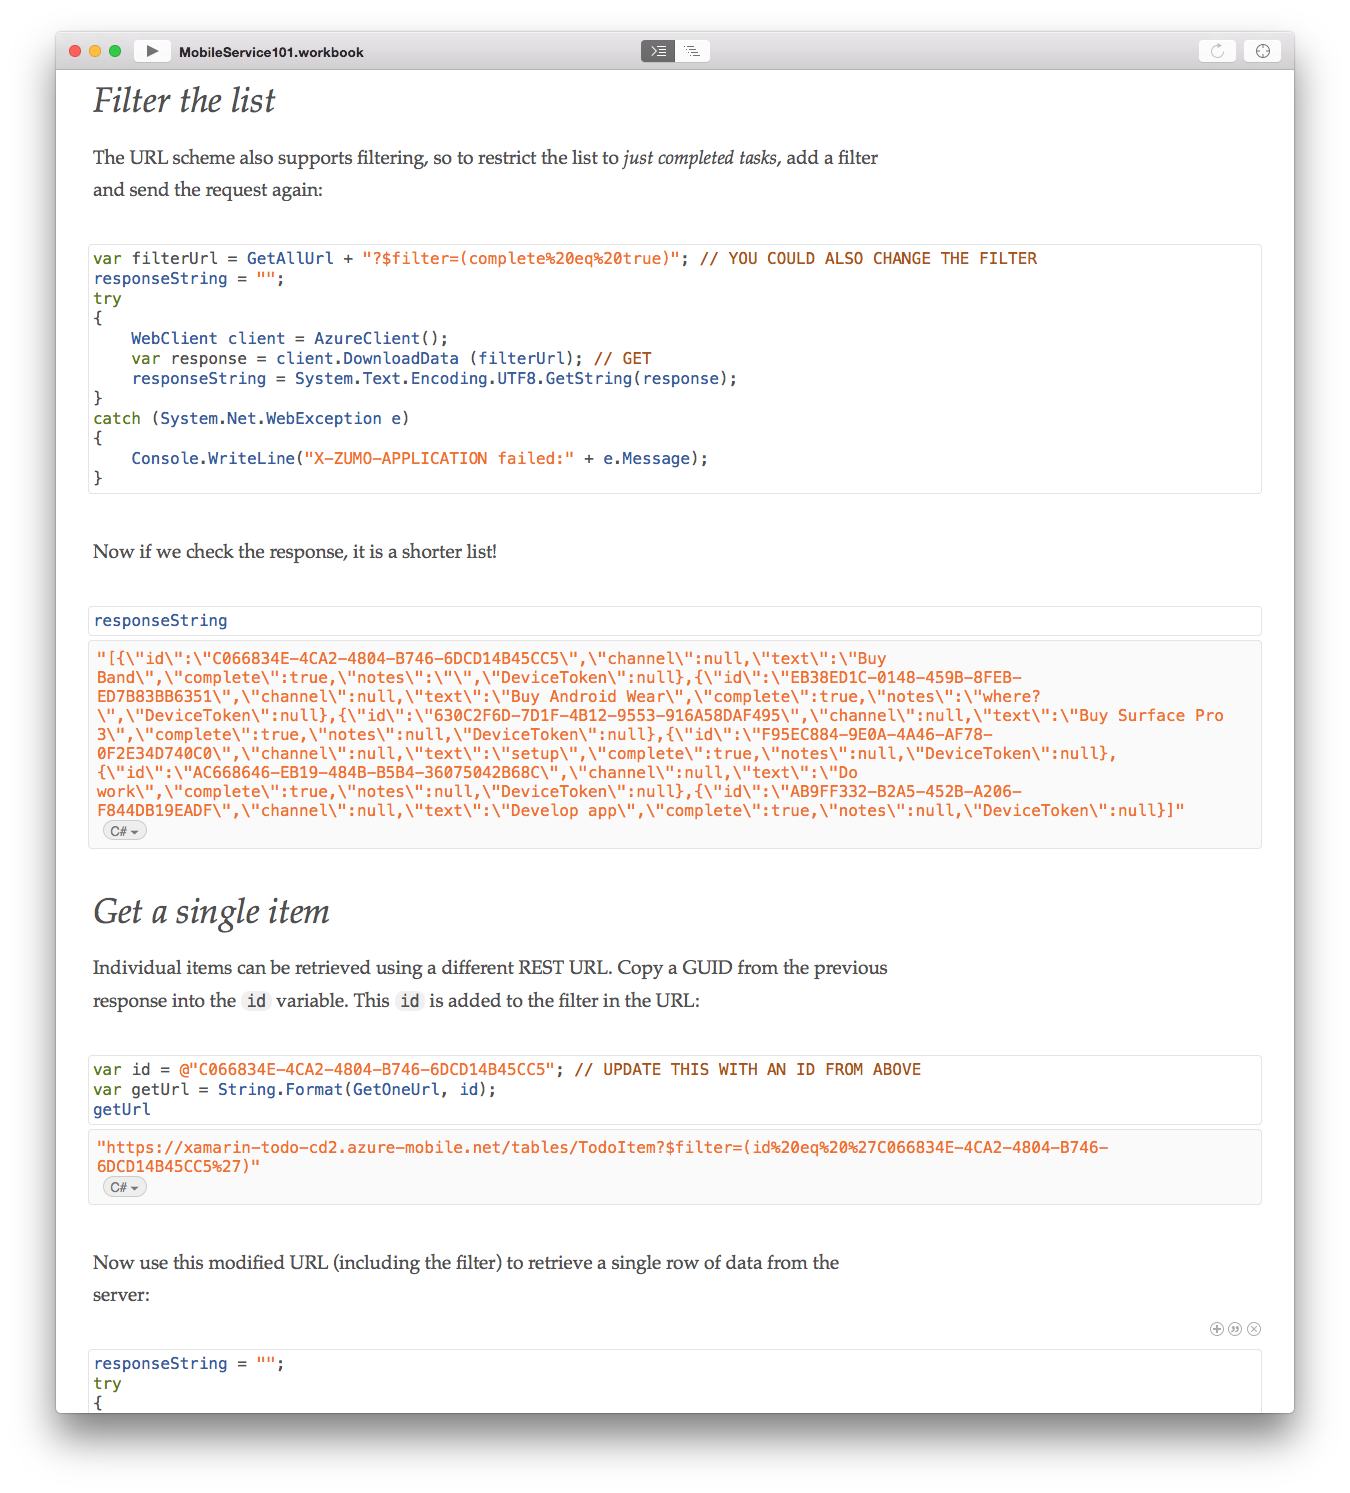 MobileService101.workbook
Filter the list
The URL scheme also supports filtering, so to restrict the list to just completed tasks, add a filter
and send the request again:
var filterUrl = GetAllUrl + "?$filter=(complete%20eq%20true)"; // YOU COULD ALSO CHANGE THE FILTER
responseString = "";
try
{
    WebClient client = AzureClient();
    var response = client.DownloadData (filterUrl); // GET
    responseString = System.Text.Encoding.UTF8.GetString(response);
}
catch (System.Net.WebException e)
{
    Console.WriteLine("X-ZUMO-APPLICATION failed:" + e.Message);
}
Now if we check the response, it is a shorter list!
responseString
"[{\"id\":\"C066834E-4CA2-4804-B746-6DCD14B45CC5\",\"channel\":null,\"text\":\"Buy
Band\",\"complete\":true,\"notes\":\"\",\"DeviceToken\":null},{\"id\":\"EB38ED1C-0148-459B-8FEB-
ED7B83BB6351\",\"channel\":null,\"text\":\"Buy Android Wear\",\"complete\":true,\"notes\":\"where?
\",\"DeviceToken\":null},{\"id\":\"630C2F6D-7D1F-4B12-9553-916A58DAF495\",\"channel\":null,\"text\":\"Buy Surface Pro
3\",\"complete\":true,\"notes\":null,\"DeviceToken\":null},{\"id\":\"F95EC884-9E0A-4A46-AF78-
0F2E34D740C0\",\"channel\":null,\"text\":\"setup\",\"complete\":true,\"notes\":null,\"DeviceToken\":null},
{\"id\":\"AC668646-EB19-484B-B5B4-36075042B68C\",\"channel\":null,\"text\":\"Do
work\",\"complete\":true,\"notes\":null,\"DeviceToken\":null},{\"id\":\"AB9FF332-B2A5-452B-A206-
F844DB19EADF\",\"channel\":null,\"text\":\"Develop app\",\"complete\":true,\"notes\":null,\"DeviceToken\":null}]"
C#
Get a single item
Individual items can be retrieved using a different REST URL. Copy a GUID from the previous
response into the id variable. This id is added to the filter in the URL:
var id = @"C066834E-4CA2-4804-B746-6DCD14B45CC5"; // UPDATE THIS WITH AN ID FROM ABOVE
var getUrl = String.Format(GetOneUrl, id);
getUrl
"https://xamarin-todo-cd2.azure-mobile.net/tables/TodoItem?$filter=(id%20eq%20%27C066834E-4CA2-4804-B746-
6DCD14B45CC5%27)"
C#
Now use this modified URL (including the filter) to retrieve a single row of data from the
server:
responseString = "";
try
{